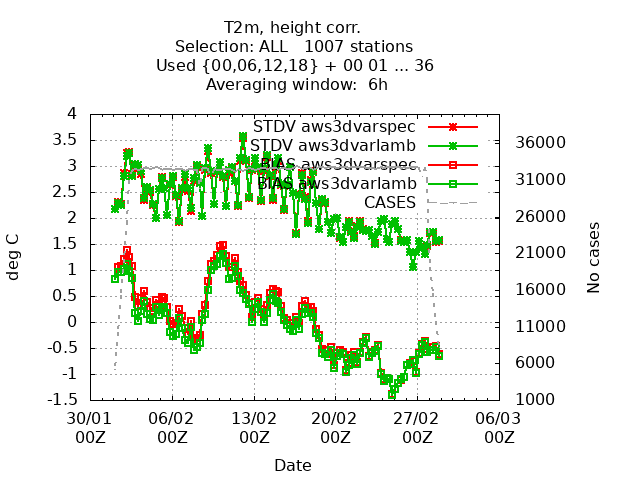 T2m, height corr.
Selection: ALL   1007 stations
Used {00,06,12,18} + 00 01 ... 36
Averaging window:  6h
STDV aws3dvarspec
STDV aws3dvarlamb
BIAS aws3dvarspec
BIAS aws3dvarlamb
CASES
deg C
4
3.5
3
2.5
2
1.5
1
0.5
0
-0.5
-1
-1.5
No cases
36000
31000
26000
21000
16000
11000
6000
1000
30/01 06/02 13/02 20/02 27/02 06/03
00Z 00Z 00Z 00Z 00Z 00Z
Date